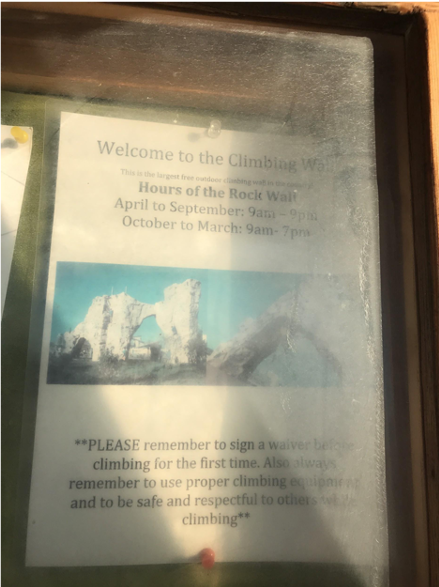 Welcome to the Climbing Wall
This is the largest free outdoor climbing wall in the
Hours of the Rock Wall
April to September: 9am – 9pm
October to March: 9am- 7pm
**PLEASE remember to sign a waiver before
climbing for the first time. Also always
remember to use proper climbing equipment
and to be safe and respectful to others while
climbing**